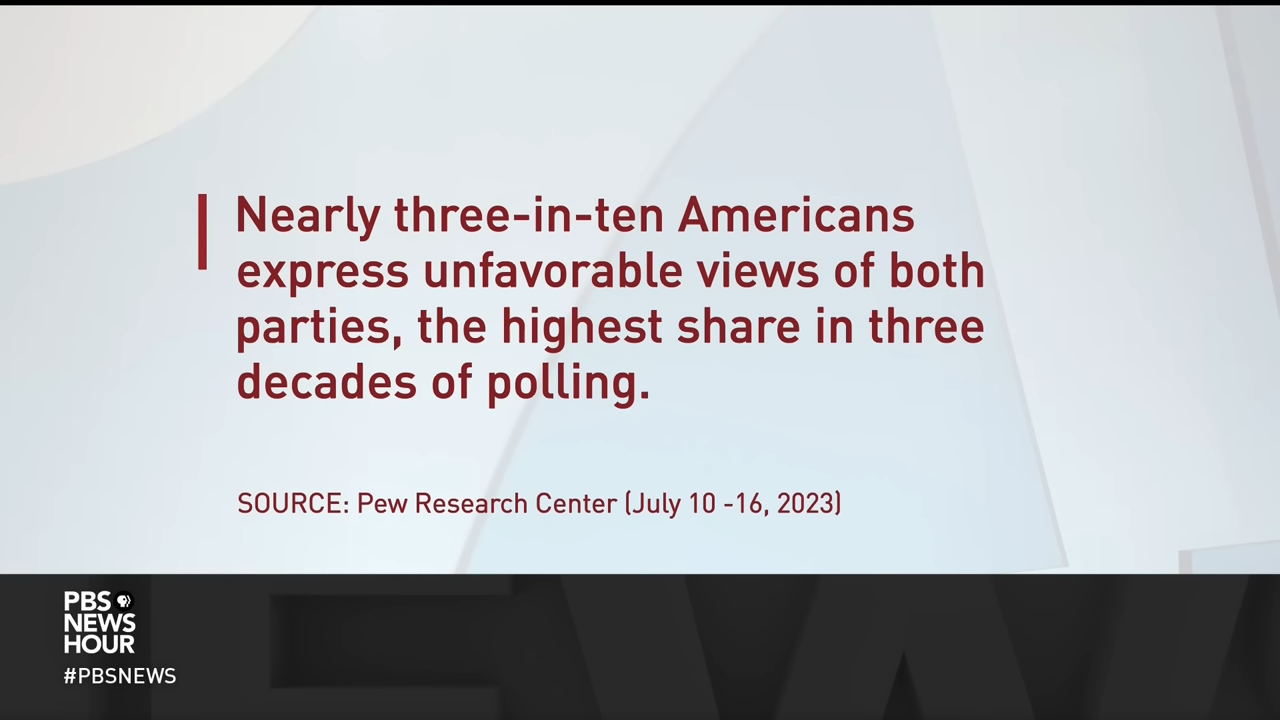 Nearly three-in-ten Americans
express unfavorable views of both
parties, the highest share in three
decades of polling.
SOURCE: Pew Research Center (July 10 -16, 2023)
PBS
NEWS
HOUR
#PBSNEWS